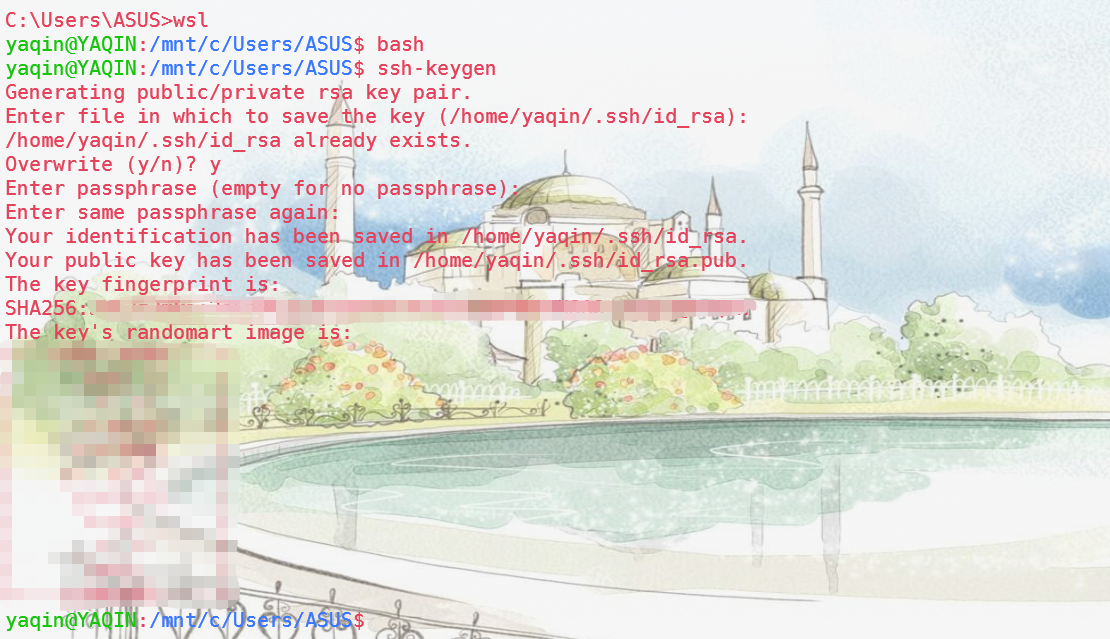 C:\Users\ASUS>wsl
yaqin@YAQIN:/mnt/c/Users/ASUS$ bash
yaqin@YAQIN:/mnt/c/Users/ASUS$ ssh-keygen
Generating public/private rsa key pair.
Enter file in which to save the key (/home/yaqin/.ssh/id_rsa):
/home/yaqin/.ssh/id_rsa already exists.
Overwrite (y/n)? y
Enter passphrase (empty for no passphrase):
Enter same passphrase again:
Your identification has been saved in /home/yaqin/.ssh/id_rsa.
Your public key has been saved in /home/yaqin/.ssh/id_rsa.pub.
The key fingerprint is:
SHA256:
The key's randomart image is:
yaqin@YAQIN:/mnt/c/Users/ASUS$